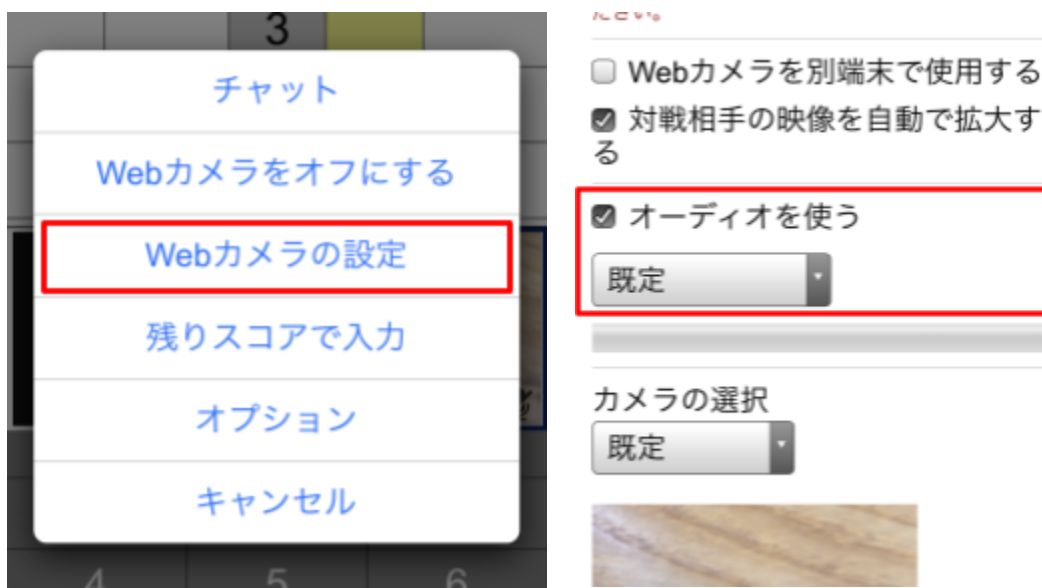 3
チャット
Webカメラをオフにする
Webカメラの設定
残りスコアで入力
オプション
キャンセル
4 5 6
ださい。
Webカメラを別端末で使用する
対戦相手の映像を自動で拡大す
る
オーディオを使う
既定
カメラの選択
既定